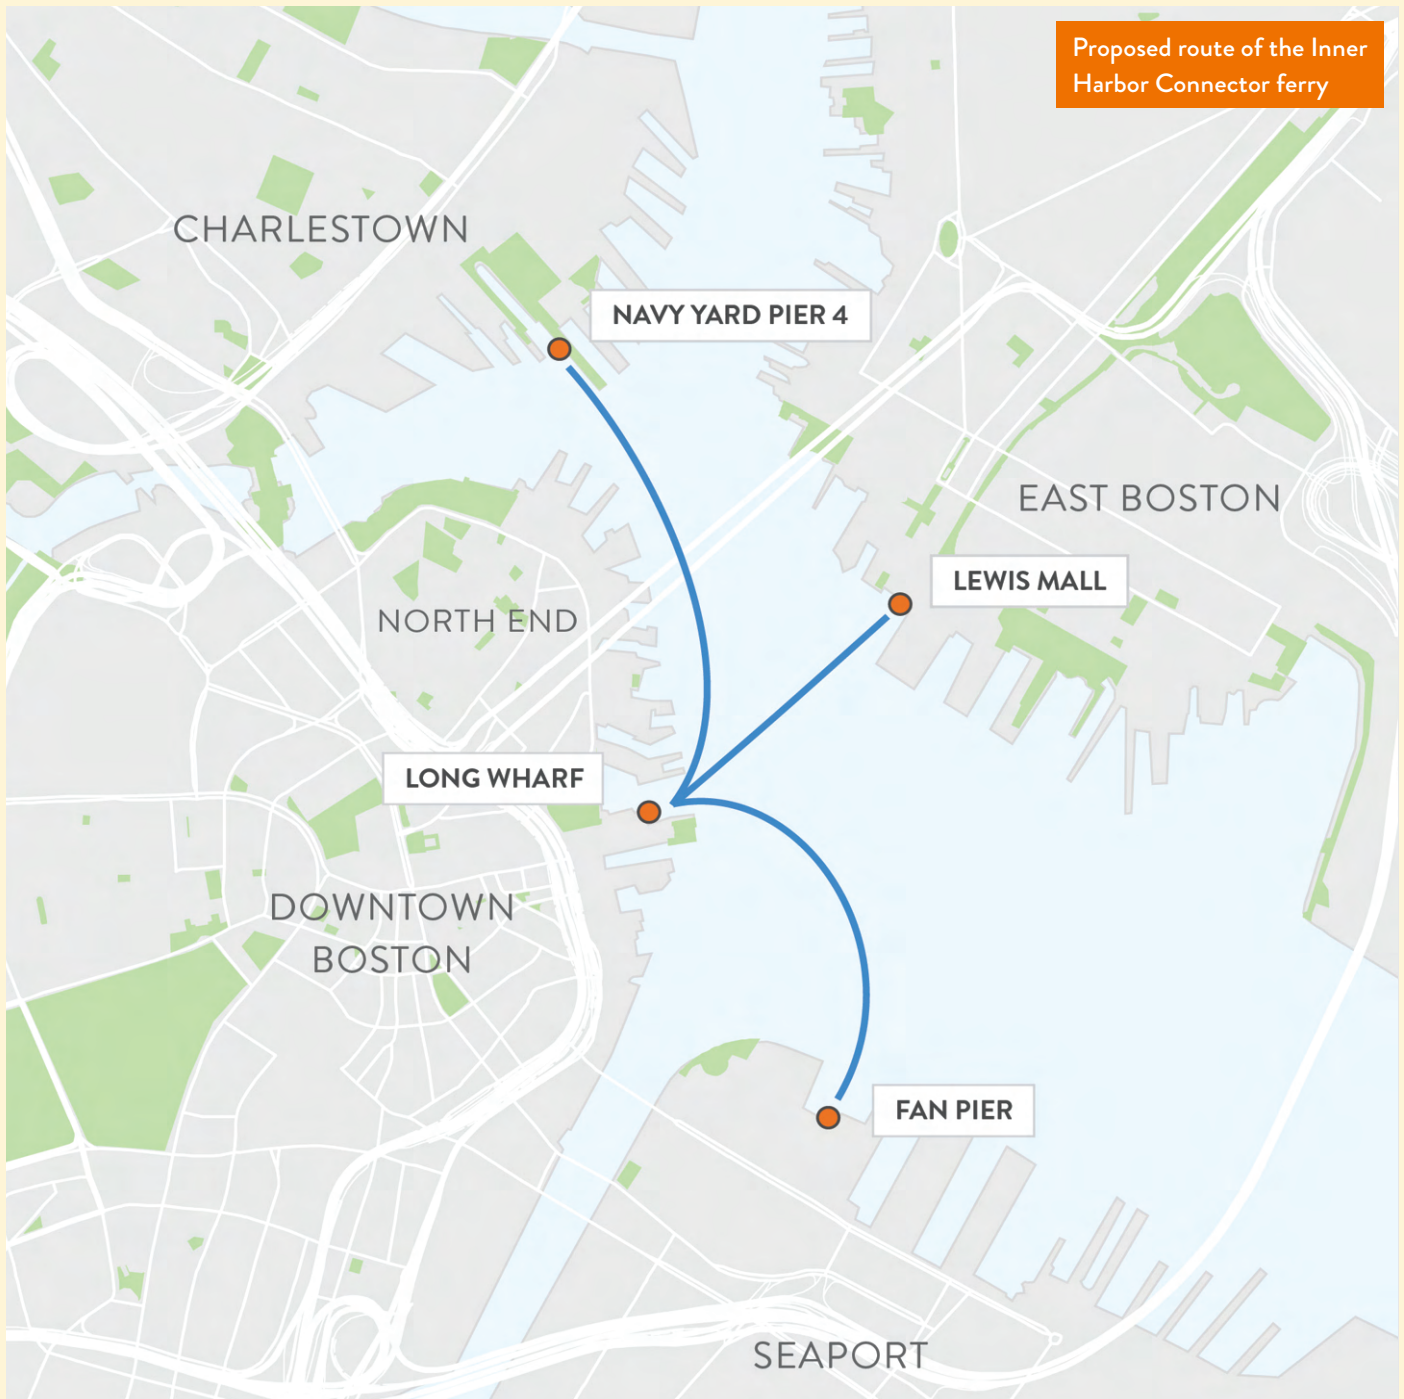 Proposed route of the Inner
Harbor Connector ferry
CHARLESTOWN
NAVY YARD PIER 4
EAST BOSTON
LEWIS MALL
NORTH END
LONG WHARF
DOWNTOWN
BOSTON
FAN PIER
SEAPORT